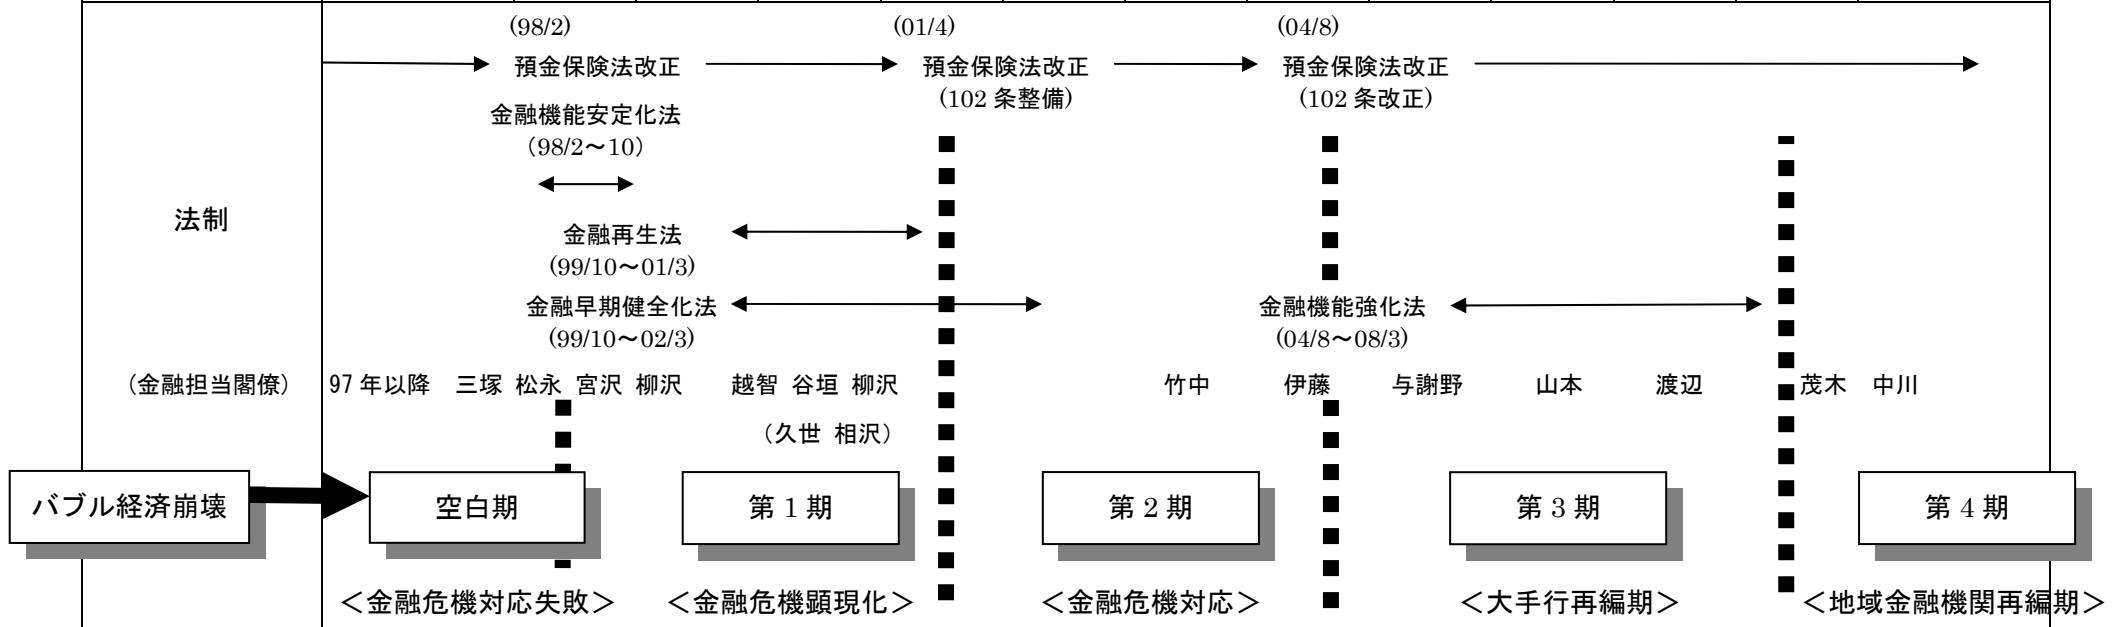 (98/2) (01/4) (04/8)
預金保険法改正 預金保険法改正 預金保険法改正
(102 条整備) (102 条改正)
金融機能安定化法
(98/2～10)
法制
金融再生法
(99/10～01/3)
金融早期健全化法 金融機能強化法
(99/10～02/3) (04/8～08/3)
(金融担当閣僚) 97 年以降 三塚 松永 宮沢 柳沢 越智 谷垣 柳沢 竹中 伊藤 与謝野 山本 渡辺 茂木 中川
(久世 相沢)
バブル経済崩壊 空白期 第 1 期 第 2 期 第 3 期 第 4 期
＜金融危機対応失敗＞ ＜金融危機顕現化＞ ＜金融危機対応＞ ＜大手行再編期＞ ＜地域金融機関再編期＞